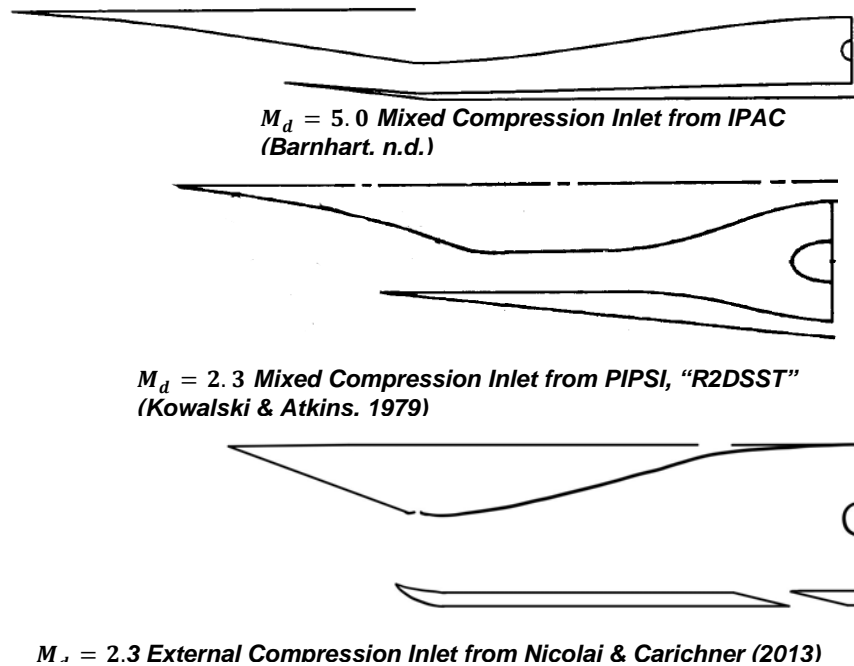 M_d = 5.0 Mixed Compression Inlet from IPAC
(Barnhart. n.d.)
M_d = 2.3 Mixed Compression Inlet from PIPSI, “R2DSST”
(Kowalski & Atkins. 1979)
M_d = 2.3 External Compression Inlet from Nicolai & Carichner (2013)